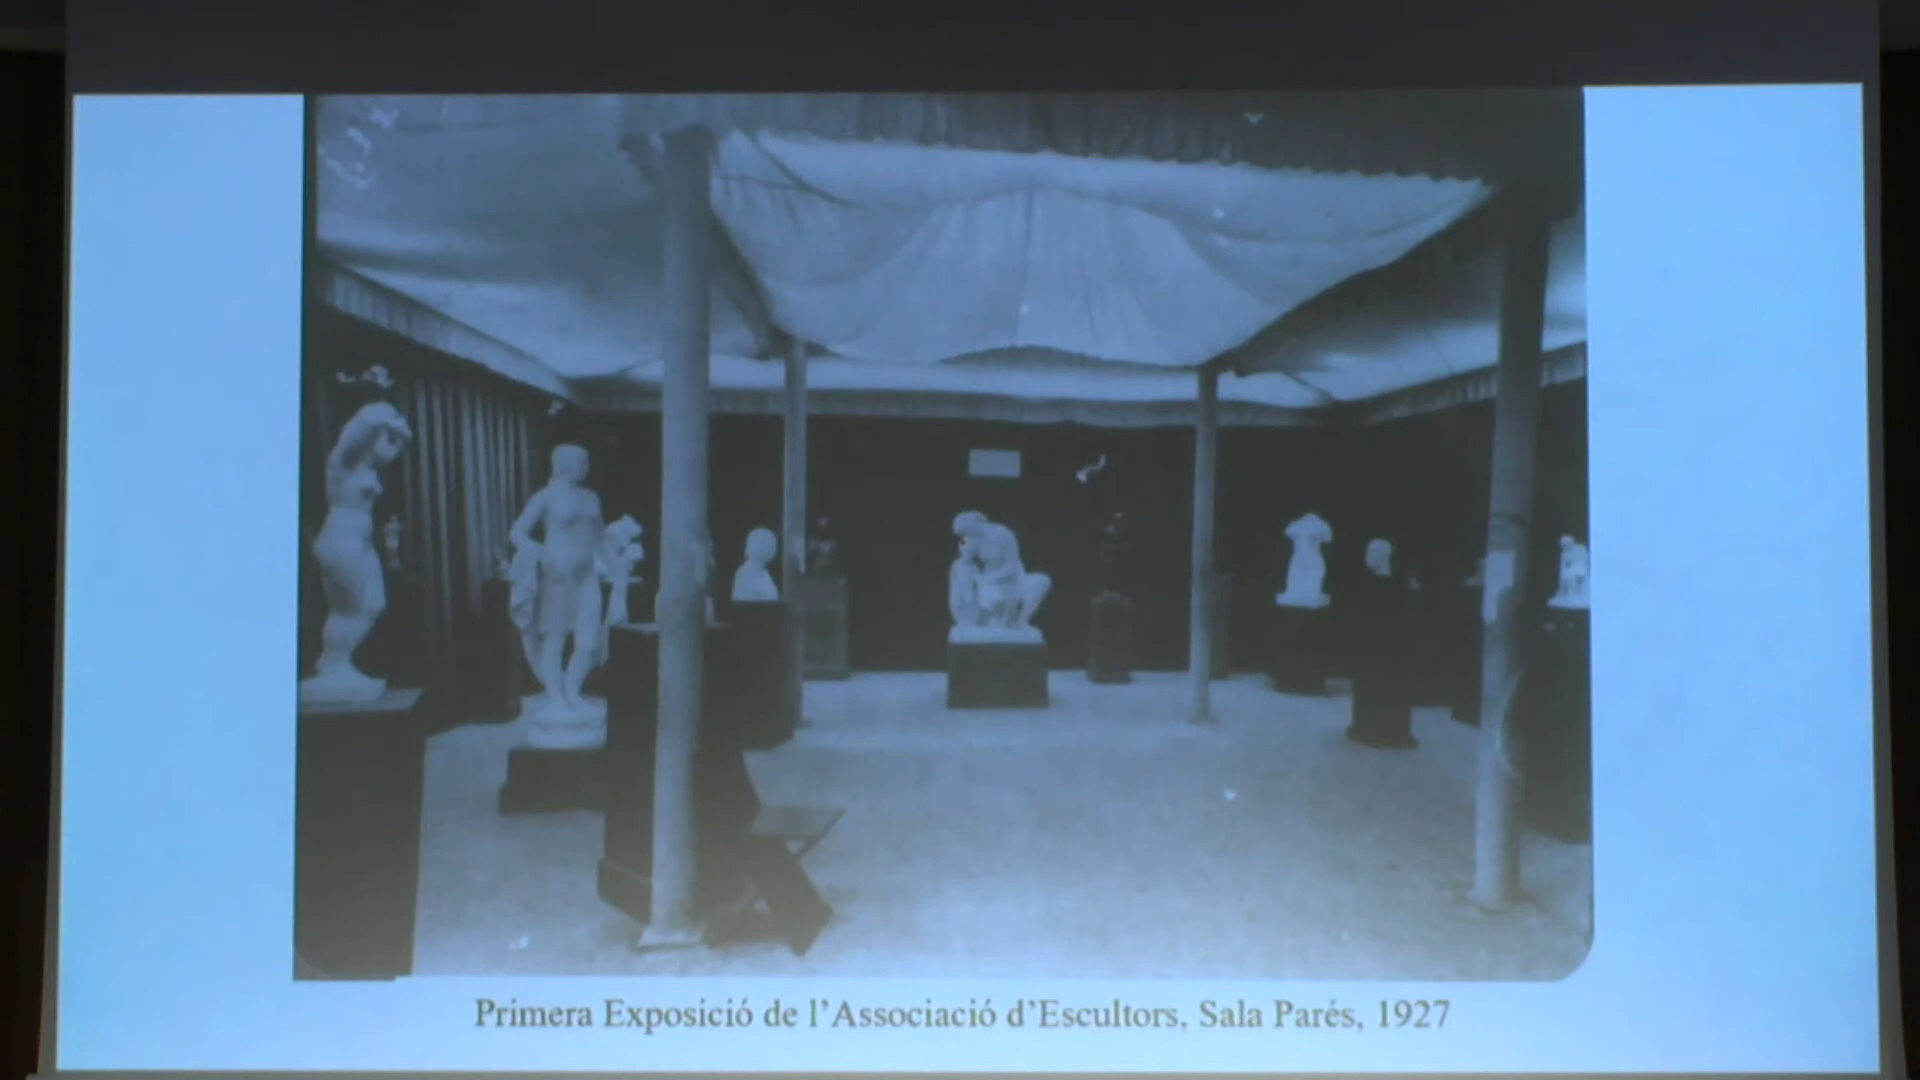 Primera Exposició de l’Associació d’Escultors, Sala Parés, 1927